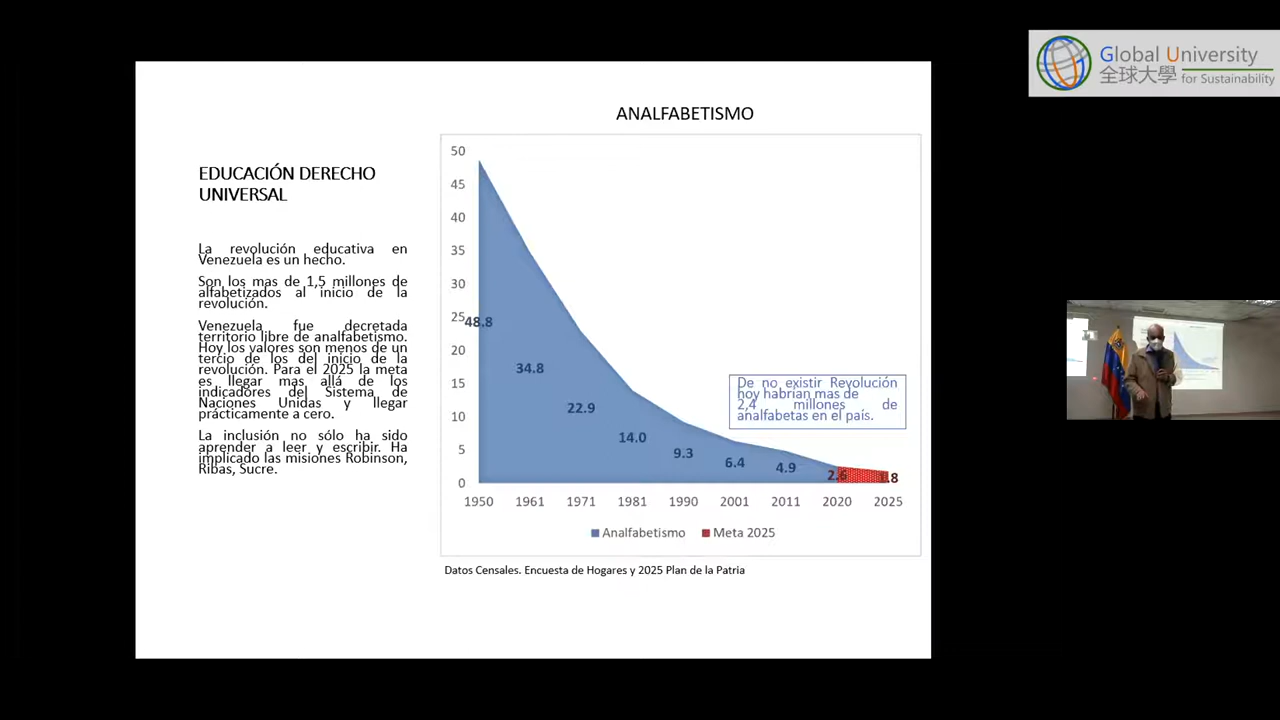 Global University
全球大學 for Sustainability
ANALFABETISMO
EDUCACIÓN DERECHO
UNIVERSAL
La revolución educativa en
Venezuela es un hecho.
Son los mas de 1,5 millones de
alfabetizados al inicio de la
revolución.
Venezuela fue decretada
territorio libre de analfabetismo.
Hoy los valores son menos de un
tercio de los del inicio de la
revolución. Para el 2025 la meta
es llegar mas allá de los
indicadores del Sistema de
Naciones Unidas y llegar
prácticamente a cero.
La inclusión no sólo ha sido
aprender a leer y escribir. Ha
implicado las misiones Robinson,
Ribas, Sucre.
50
45
40
35
30
25
20
15
10
5
0
48.8
34.8
22.9
14.0
9.3
6.4
4.9
2.6
1.8
De no existir Revolución
hoy habrían mas de
2,4 millones de
analfabetas en el país.
1950 1961 1971 1981 1990 2001 2011 2020 2025
Analfabetismo Meta 2025
Datos Censales. Encuesta de Hogares y 2025 Plan de la Patria